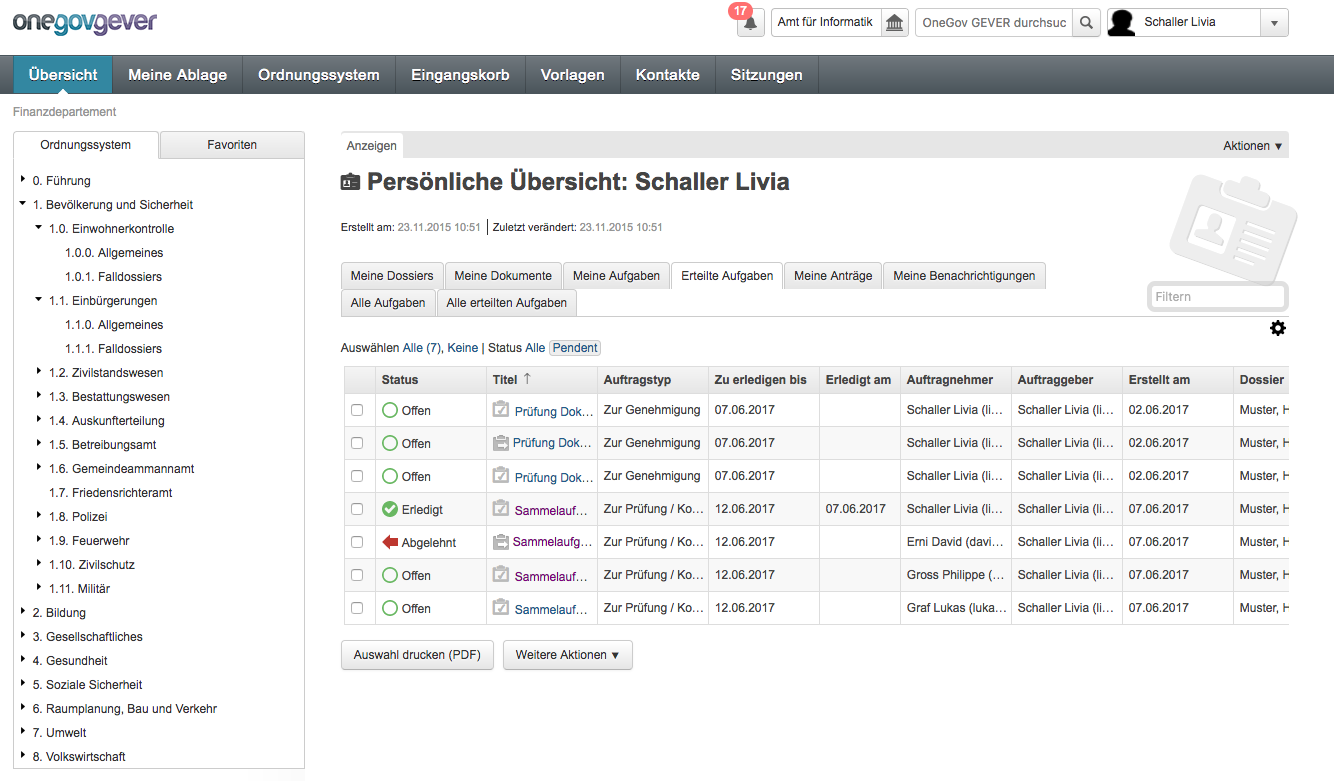 onegovgever
17
Amt für Informatik
OneGov GEVER durchsuc
Schaller Livia
Übersicht
Meine Ablage
Ordnungssystem
Eingangskorb
Vorlagen
Kontakte
Sitzungen
Finanzdepartement
Ordnungssystem
Favoriten
0. Führung
1. Bevölkerung und Sicherheit
1.0. Einwohnerkontrolle
1.0.0. Allgemeines
1.0.1. Falldossiers
1.1. Einbürgerungen
1.1.0. Allgemeines
1.1.1. Falldossiers
1.2. Zivilstandswesen
1.3. Bestattungswesen
1.4. Auskunfterteilung
1.5. Betreibungsamt
1.6. Gemeindeammannamt
1.7. Friedensrichteramt
1.8. Polizei
1.9. Feuerwehr
1.10. Zivilschutz
1.11. Militär
2. Bildung
3. Gesellschaftliches
4. Gesundheit
5. Soziale Sicherheit
6. Raumplanung, Bau und Verkehr
7. Umwelt
8. Volkswirtschaft
Anzeigen
Aktionen ▼
Persönliche Übersicht: Schaller Livia
Erstellt am: 23.11.2015 10:51 | Zuletzt verändert: 23.11.2015 10:51
Meine Dossiers
Meine Dokumente
Meine Aufgaben
Erteilte Aufgaben
Meine Anträge
Meine Benachrichtigungen
Alle Aufgaben
Alle erteilten Aufgaben
Filtern
Auswählen Alle (7), Keine | Status Alle Pendent
Status Titel ↑ Auftragstyp Zu erledigen bis Erledigt am Auftragnehmer Auftraggeber Erstellt am Dossier
Offen Prüfung Dok... Zur Genehmigung 07.06.2017 Schaller Livia (li... Schaller Livia (li... 02.06.2017 Muster, H
Offen Prüfung Dok... Zur Genehmigung 07.06.2017 Schaller Livia (li... Schaller Livia (li... 02.06.2017 Muster, H
Offen Prüfung Dok... Zur Genehmigung 07.06.2017 Schaller Livia (li... Schaller Livia (li... 02.06.2017 Muster, H
Erledigt Sammelauf... Zur Prüfung / Ko... 12.06.2017 07.06.2017 Schaller Livia (li... Schaller Livia (li... 07.06.2017 Muster, H
Abgelehnt Sammelaufg... Zur Prüfung / Ko... 12.06.2017 Erni David (davi... Schaller Livia (li... 07.06.2017 Muster, H
Offen Sammelauf... Zur Prüfung / Ko... 12.06.2017 Gross Philippe (... Schaller Livia (li... 07.06.2017 Muster, H
Offen Sammelauf... Zur Prüfung / Ko... 12.06.2017 Graf Lukas (luka... Schaller Livia (li... 07.06.2017 Muster, H
Auswahl drucken (PDF)
Weitere Aktionen ▼